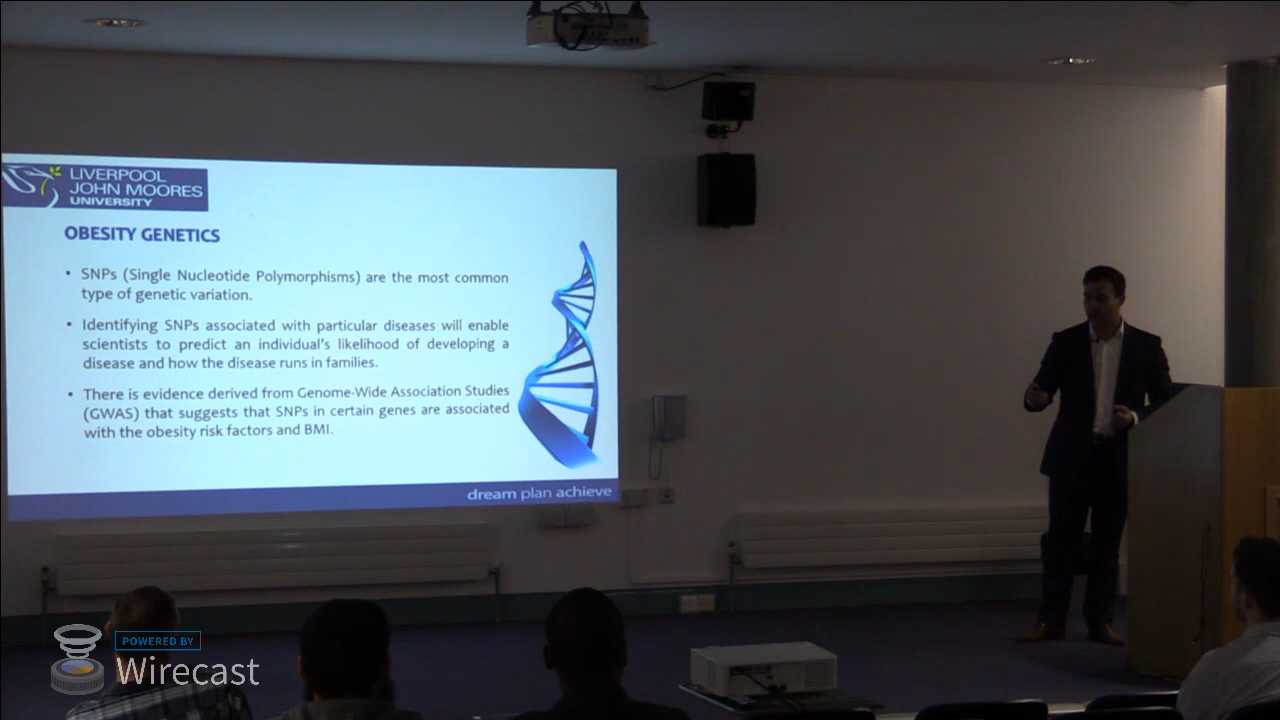 LIVERPOOL
JOHN MOORES
UNIVERSITY
OBESITY GENETICS
• SNPs (Single Nucleotide Polymorphisms) are the most common
type of genetic variation.
• Identifying SNPs associated with particular diseases will enable
scientists to predict an individual's likelihood of developing a
disease and how the disease runs in families.
• There is evidence derived from Genome-Wide Association Studies
(GWAS) that suggests that SNPs in certain genes are associated
with the obesity risk factors and BMI.
dream plan achieve
POWERED BY
Wirecast